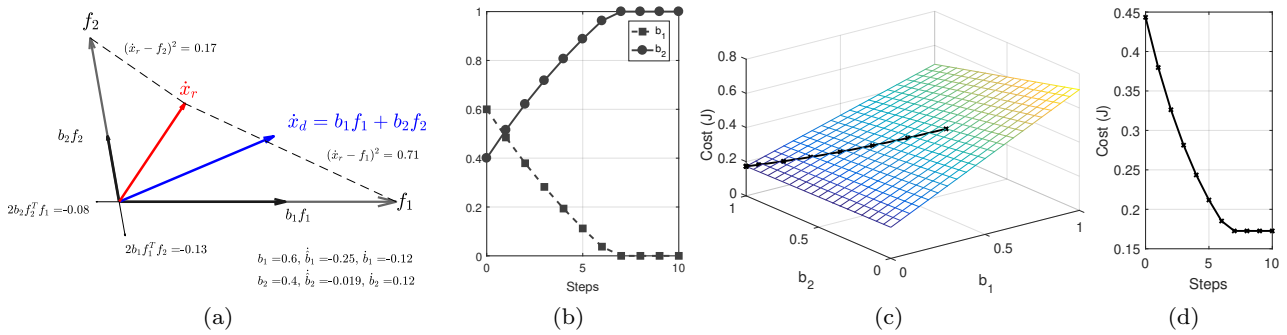 f₂
(ẋᵣ − f₂)² = 0.17
ẋᵣ
b₂f₂
ẋ_d = b₁f₁ + b₂f₂
(ẋᵣ − f₁)² = 0.71
2b₂f₂ᵀf₁ =-0.08
b₁f₁
f₁
2b₁f₁ᵀf₂ =-0.13
b₁ =0.6, ḃ̂₁ =-0.25, ḃ₁ =-0.12
b₂ =0.4, ḃ̂₂ =-0.019, ḃ₂ =0.12
(a)
1
0.8
0.6
0.4
0.2
0
0
5
10
Steps
b₁
b₂
(b)
Cost (J)
0.8
0.6
0.4
0.2
0
1
0.5
0
b₂
0
0.5
1
b₁
(c)
Cost (J)
0.45
0.4
0.35
0.3
0.25
0.2
0.15
0
5
10
Steps
(d)